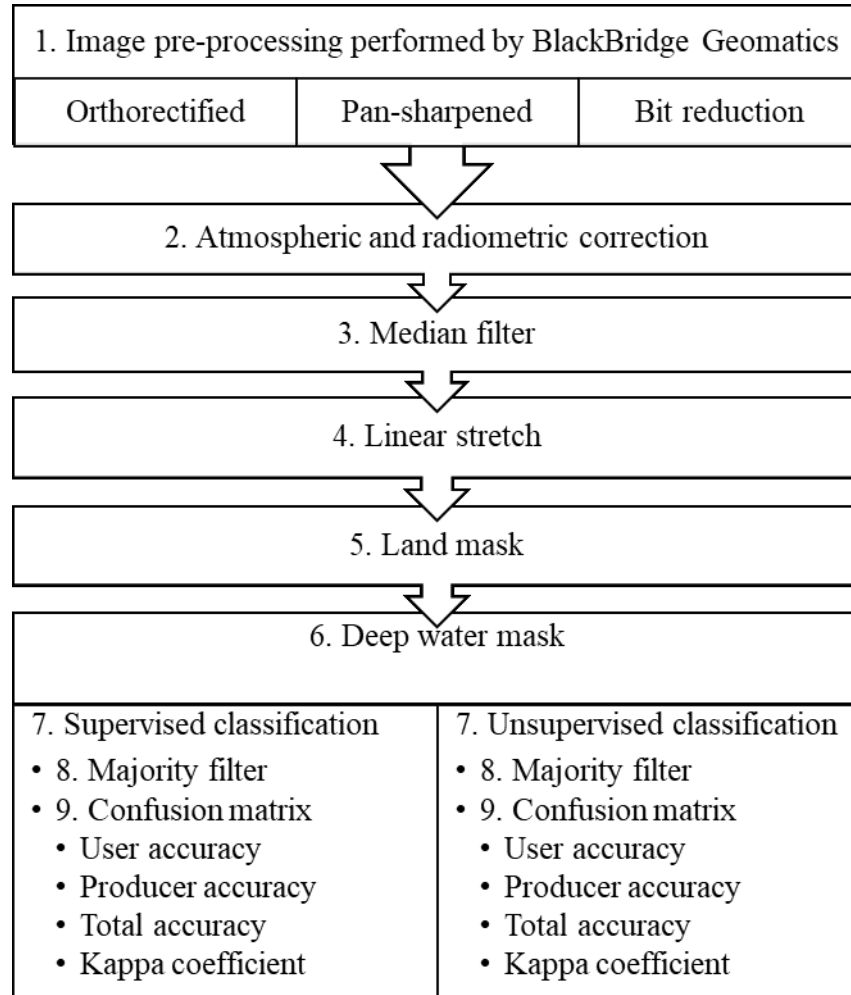 1. Image pre-processing performed by BlackBridge Geomatics
Orthorectified
Pan-sharpened
Bit reduction
2. Atmospheric and radiometric correction
3. Median filter
4. Linear stretch
5. Land mask
6. Deep water mask
7. Supervised classification
• 8. Majority filter
• 9. Confusion matrix
• User accuracy
• Producer accuracy
• Total accuracy
• Kappa coefficient
7. Unsupervised classification
• 8. Majority filter
• 9. Confusion matrix
• User accuracy
• Producer accuracy
• Total accuracy
• Kappa coefficient